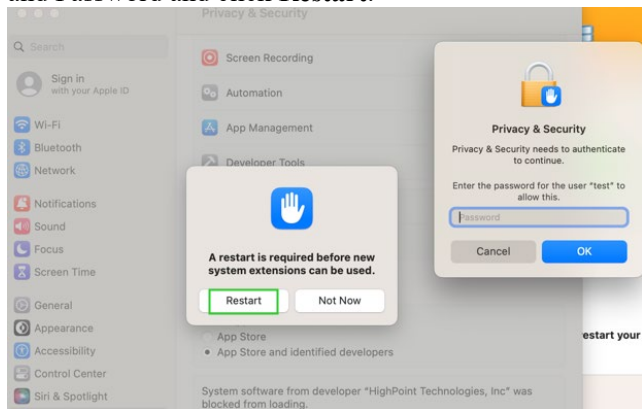 and Password and click Restart.
Privacy & Security
Search
Sign in
with your Apple ID
Wi-Fi
Bluetooth
Network
Notifications
Sound
Focus
Screen Time
General
Appearance
Accessibility
Control Center
Siri & Spotlight
Screen Recording
Automation
App Management
Developer Tools
A restart is required before new
system extensions can be used.
Restart
Not Now
App Store
App Store and identified developers
System software from developer "HighPoint Technologies, Inc" was
blocked from loading.
Privacy & Security
Privacy & Security needs to authenticate
to continue.
Enter the password for the user "test" to
allow this.
Password
Cancel
OK
estart your